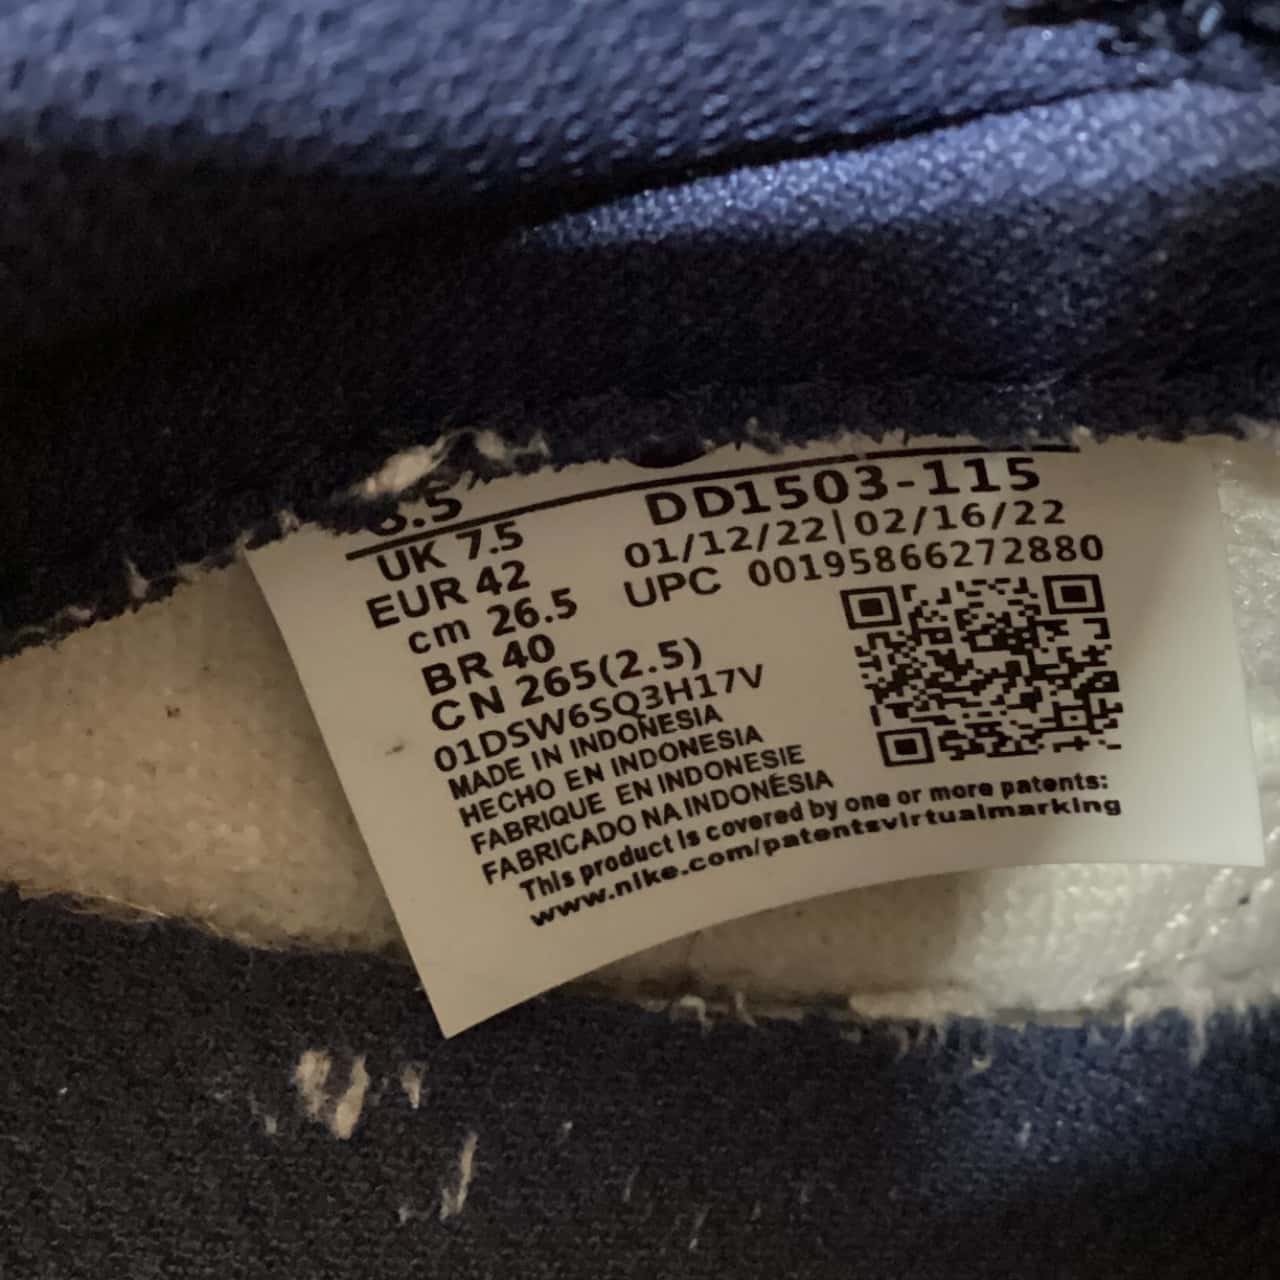 8.5
UK 7.5
EUR 42
cm 26.5
BR 40
CN 265(2.5)
DD1503-115
01/12/22|02/16/22
UPC 00195866272880
01DSW6SQ3H17V
MADE IN INDONESIA
HECHO EN INDONESIA
FABRIQUE EN INDONESIE
FABRICADO NA INDONÉSIA
This product is covered by one or more patents:
www.nike.com/patentsvirtualmarking